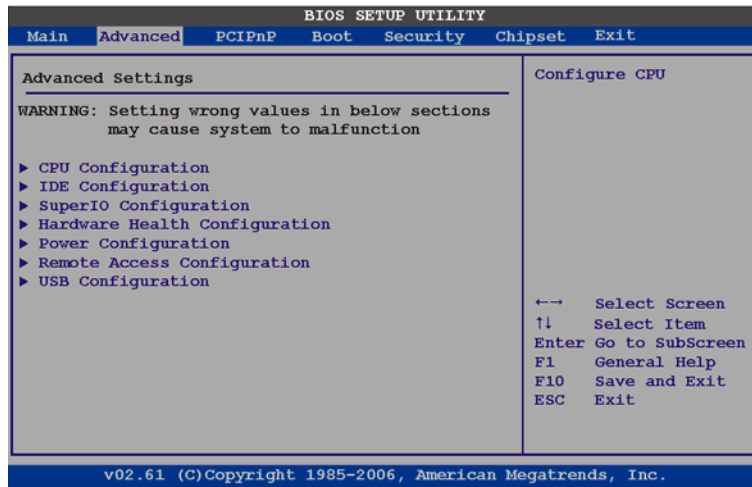 BIOS SETUP UTILITY
Main Advanced PCIPnP Boot Security Chipset Exit
Advanced Settings
WARNING: Setting wrong values in below sections
may cause system to malfunction
▶ CPU Configuration
▶ IDE Configuration
▶ SuperIO Configuration
▶ Hardware Health Configuration
▶ Power Configuration
▶ Remote Access Configuration
▶ USB Configuration
Configure CPU
←→ Select Screen
↑↓ Select Item
Enter Go to SubScreen
F1 General Help
F10 Save and Exit
ESC Exit
v02.61 (C)Copyright 1985-2006, American Megatrends, Inc.